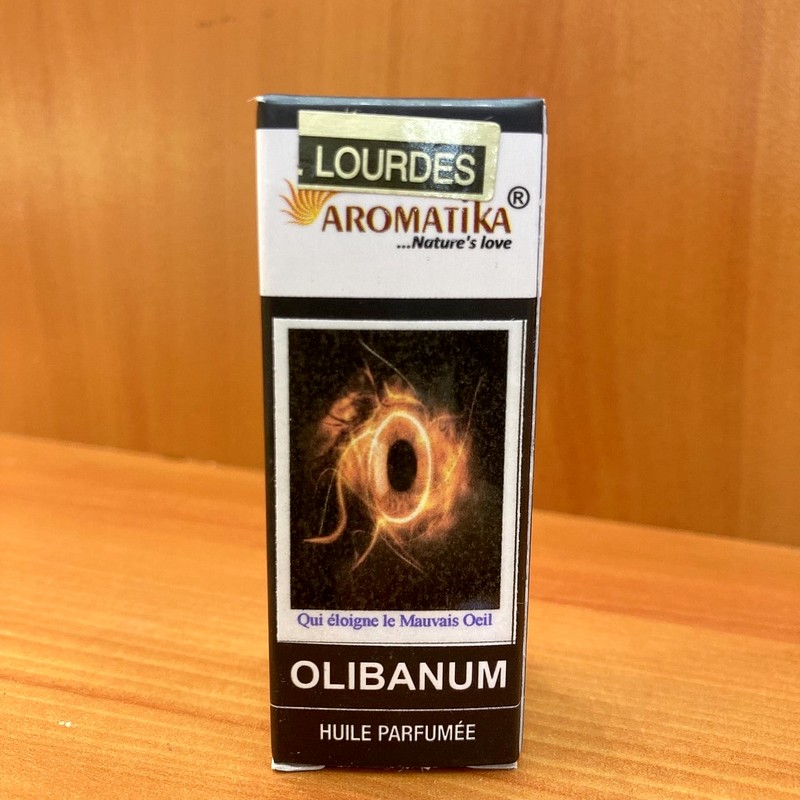 . LOURDES
AROMATIKA®
...Nature's love
Qui éloigne le Mauvais Oeil
OLIBANUM
HUILE PARFUMÉE